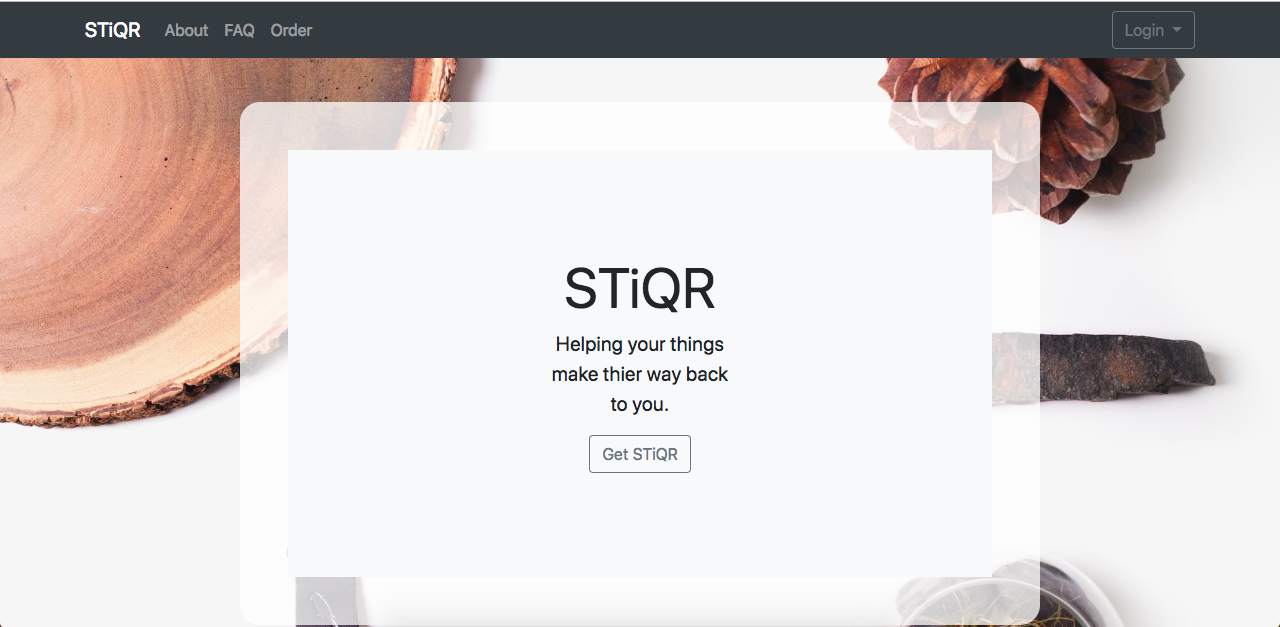 STiQR About FAQ Order Login
STiQR
Helping your things
make thier way back
to you.
Get STiQR